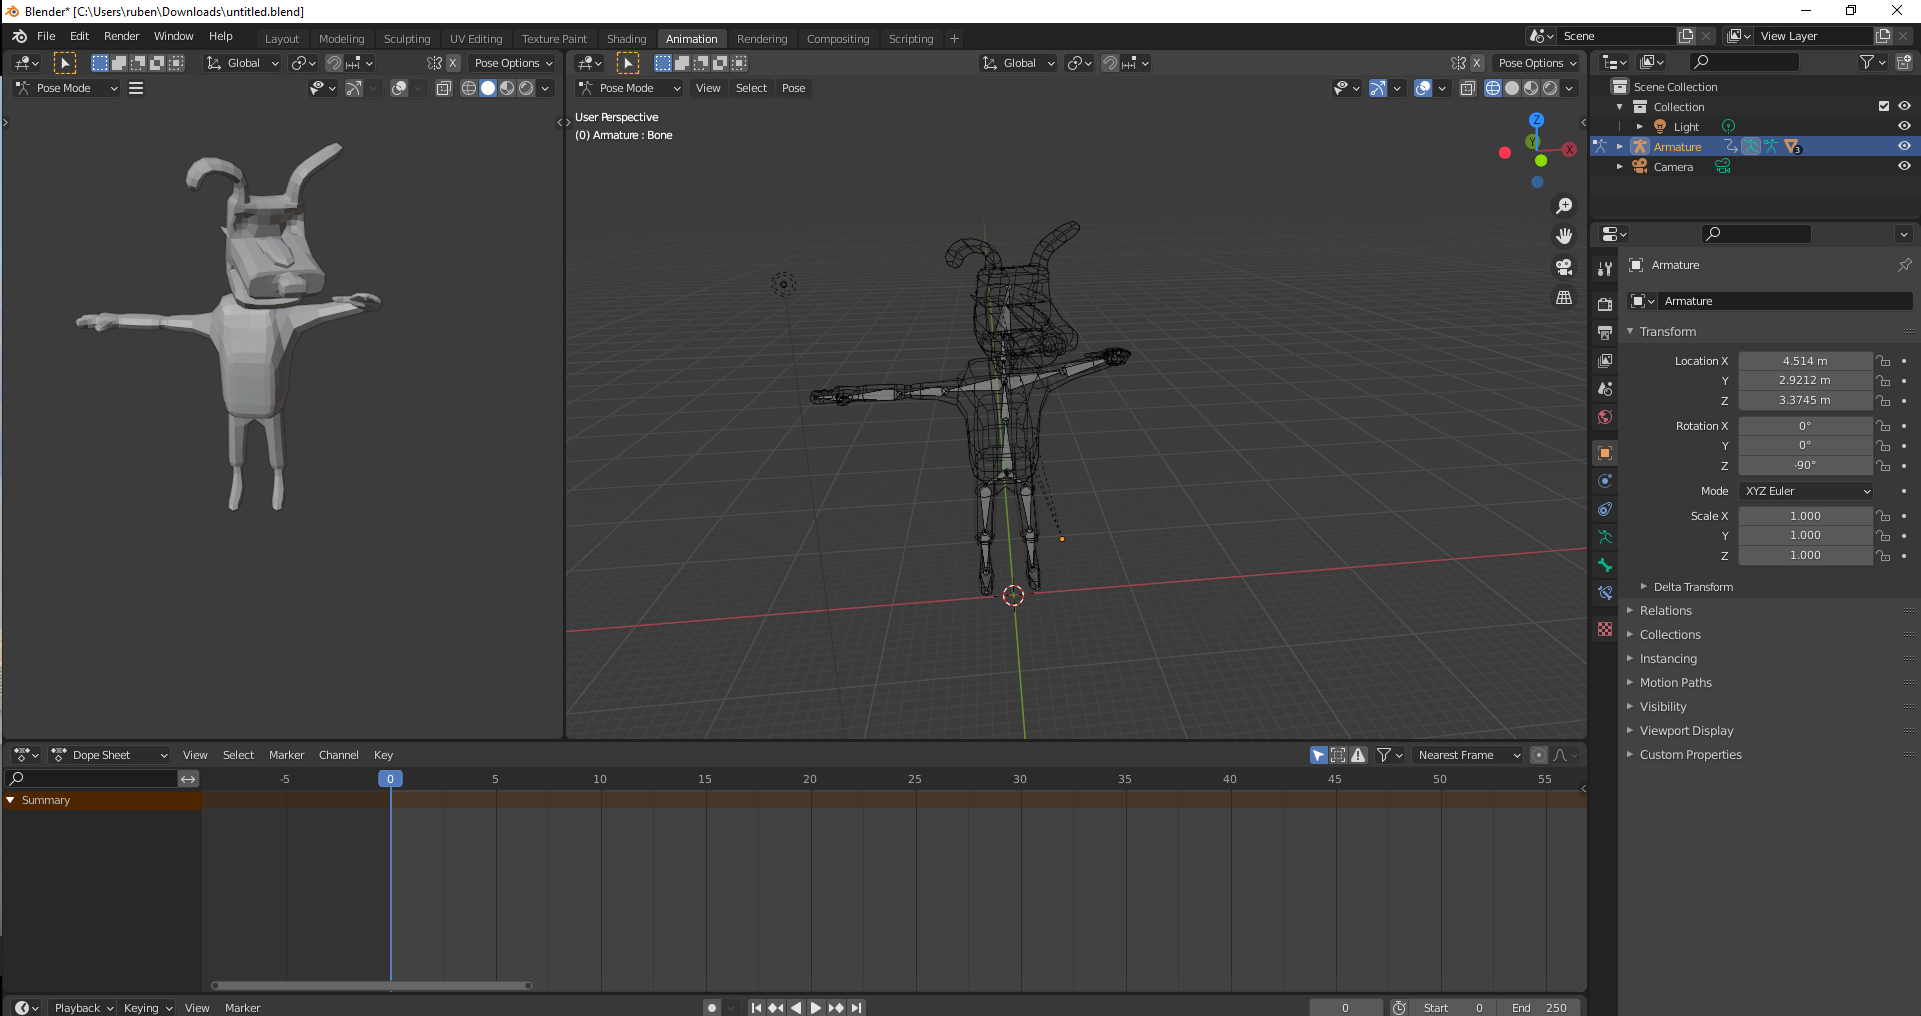 Blender* [C:\Users\ruben\Downloads\untitled.blend]
File Edit Render Window Help Layout Modeling Sculpting UV Editing Texture Paint Shading Animation Rendering Compositing Scripting + Scene View Layer
Global X Pose Options Global X Pose Options
Pose Mode Pose Mode View Select Pose
User Perspective
(0) Armature : Bone
Z
Y
X
Scene Collection
Collection
Light
Armature 3
Camera
Armature
Armature
Transform
Location X 4.514 m
Y 2.9212 m
Z 3.3745 m
Rotation X 0°
Y 0°
Z -90°
Mode XYZ Euler
Scale X 1.000
Y 1.000
Z 1.000
Delta Transform
Relations
Collections
Instancing
Motion Paths
Visibility
Viewport Display
Custom Properties
Dope Sheet View Select Marker Channel Key Nearest Frame
-5 0 5 10 15 20 25 30 35 40 45 50 55
Summary
Playback Keying View Marker 0 Start 0 End 250